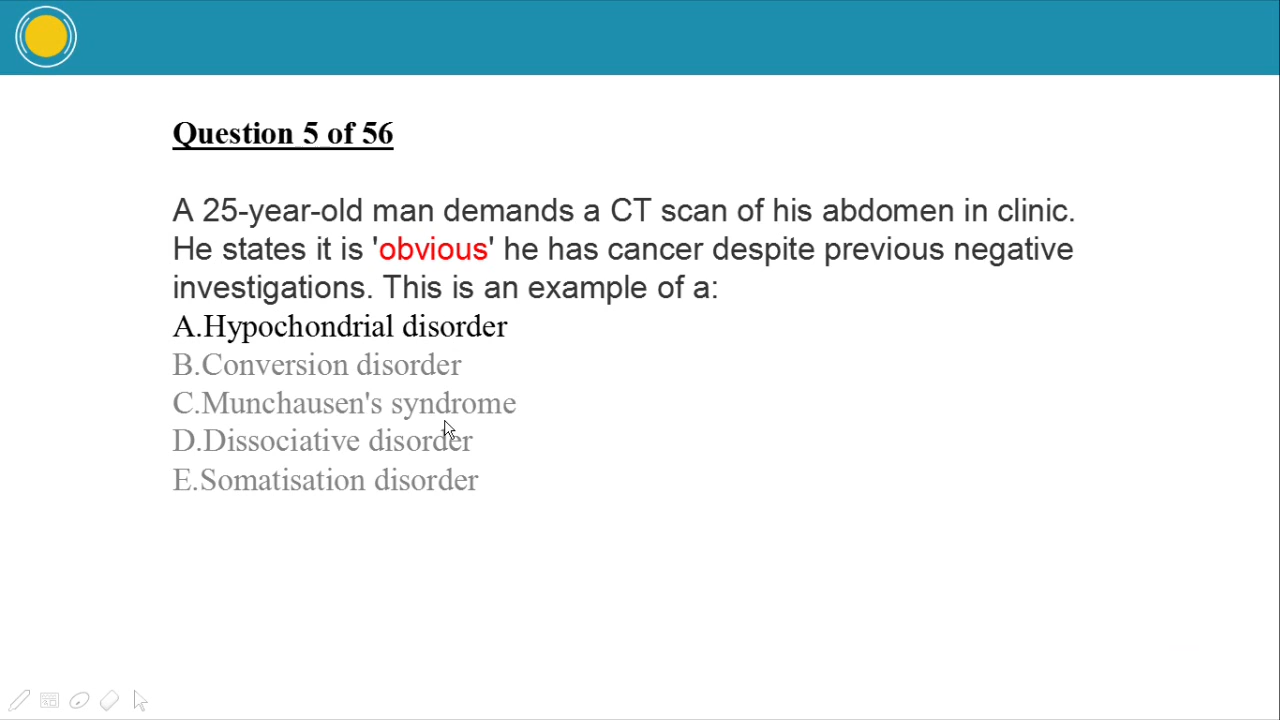 Question 5 of 56
A 25-year-old man demands a CT scan of his abdomen in clinic.
He states it is 'obvious' he has cancer despite previous negative
investigations. This is an example of a:
A.Hypochondrial disorder
B.Conversion disorder
C.Munchausen's syndrome
D.Dissociative disorder
E.Somatisation disorder